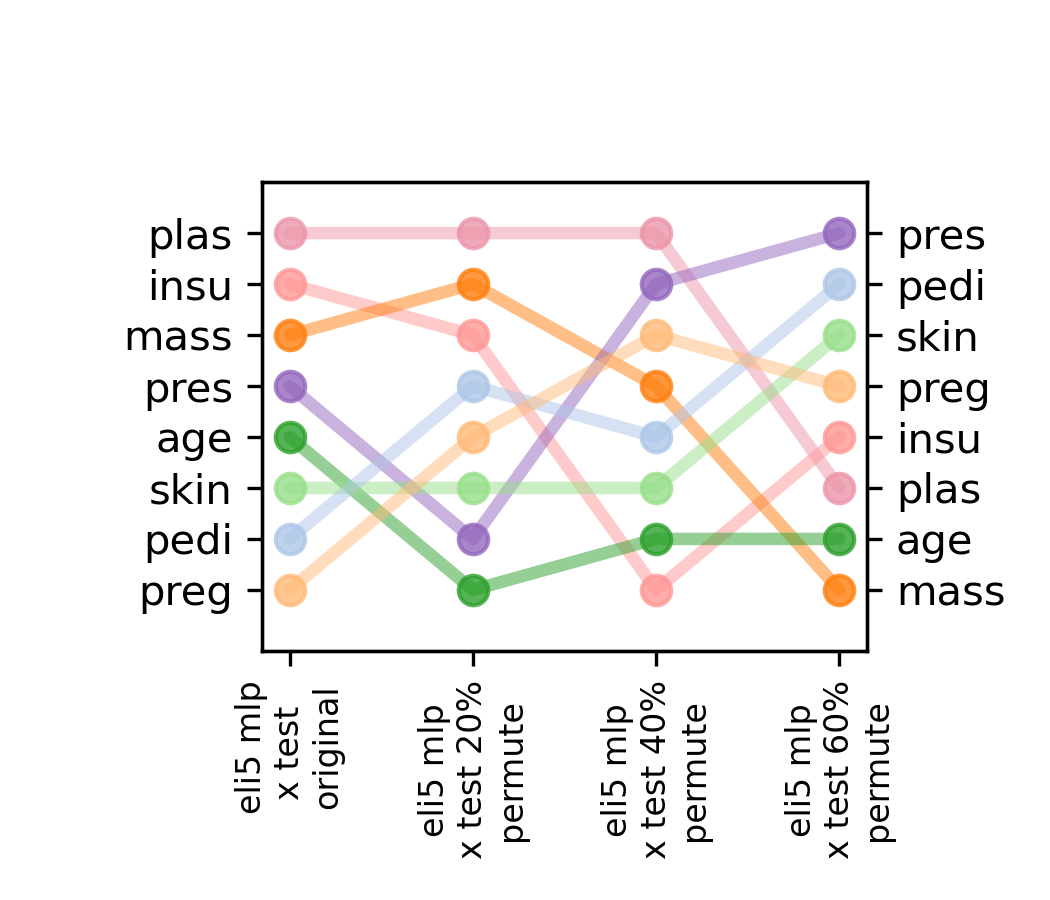 plas
insu
mass
pres
age
skin
pedi
preg
pres
pedi
skin
preg
insu
plas
age
mass
eli5 mlp
x test
original
eli5 mlp
x test 20%
permute
eli5 mlp
x test 40%
permute
eli5 mlp
x test 60%
permute